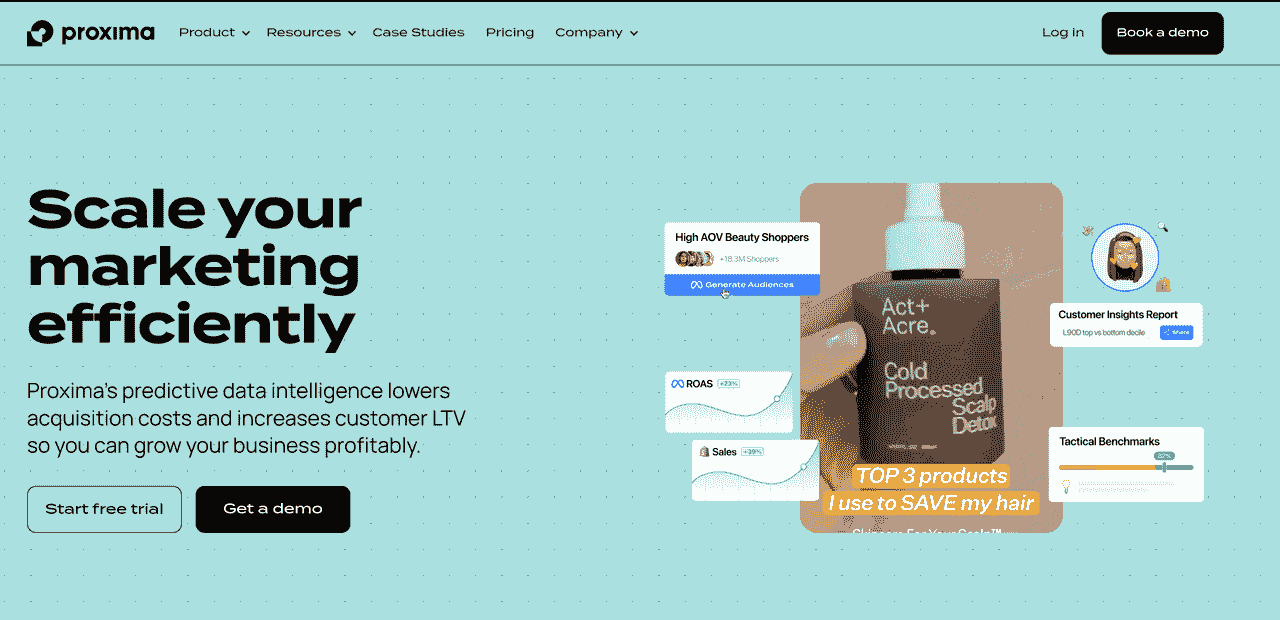 proxima
Product
Resources
Case Studies
Pricing
Company
Log in
Book a demo
Scale your
marketing
efficiently
Proxima's predictive data intelligence lowers
acquisition costs and increases customer LTV
so you can grow your business profitably.
Start free trial
Get a demo
High AOV Beauty Shoppers
+18.3M Shoppers
Generate Audiences
ROAS +23%
Sales +39%
Act+
Acre.
Cold
Processed
Scalp
Detox
TOP 3 products
I use to SAVE my hair
Customer Insights Report
L90D top vs bottom decile
Share
Tactical Benchmarks
82%